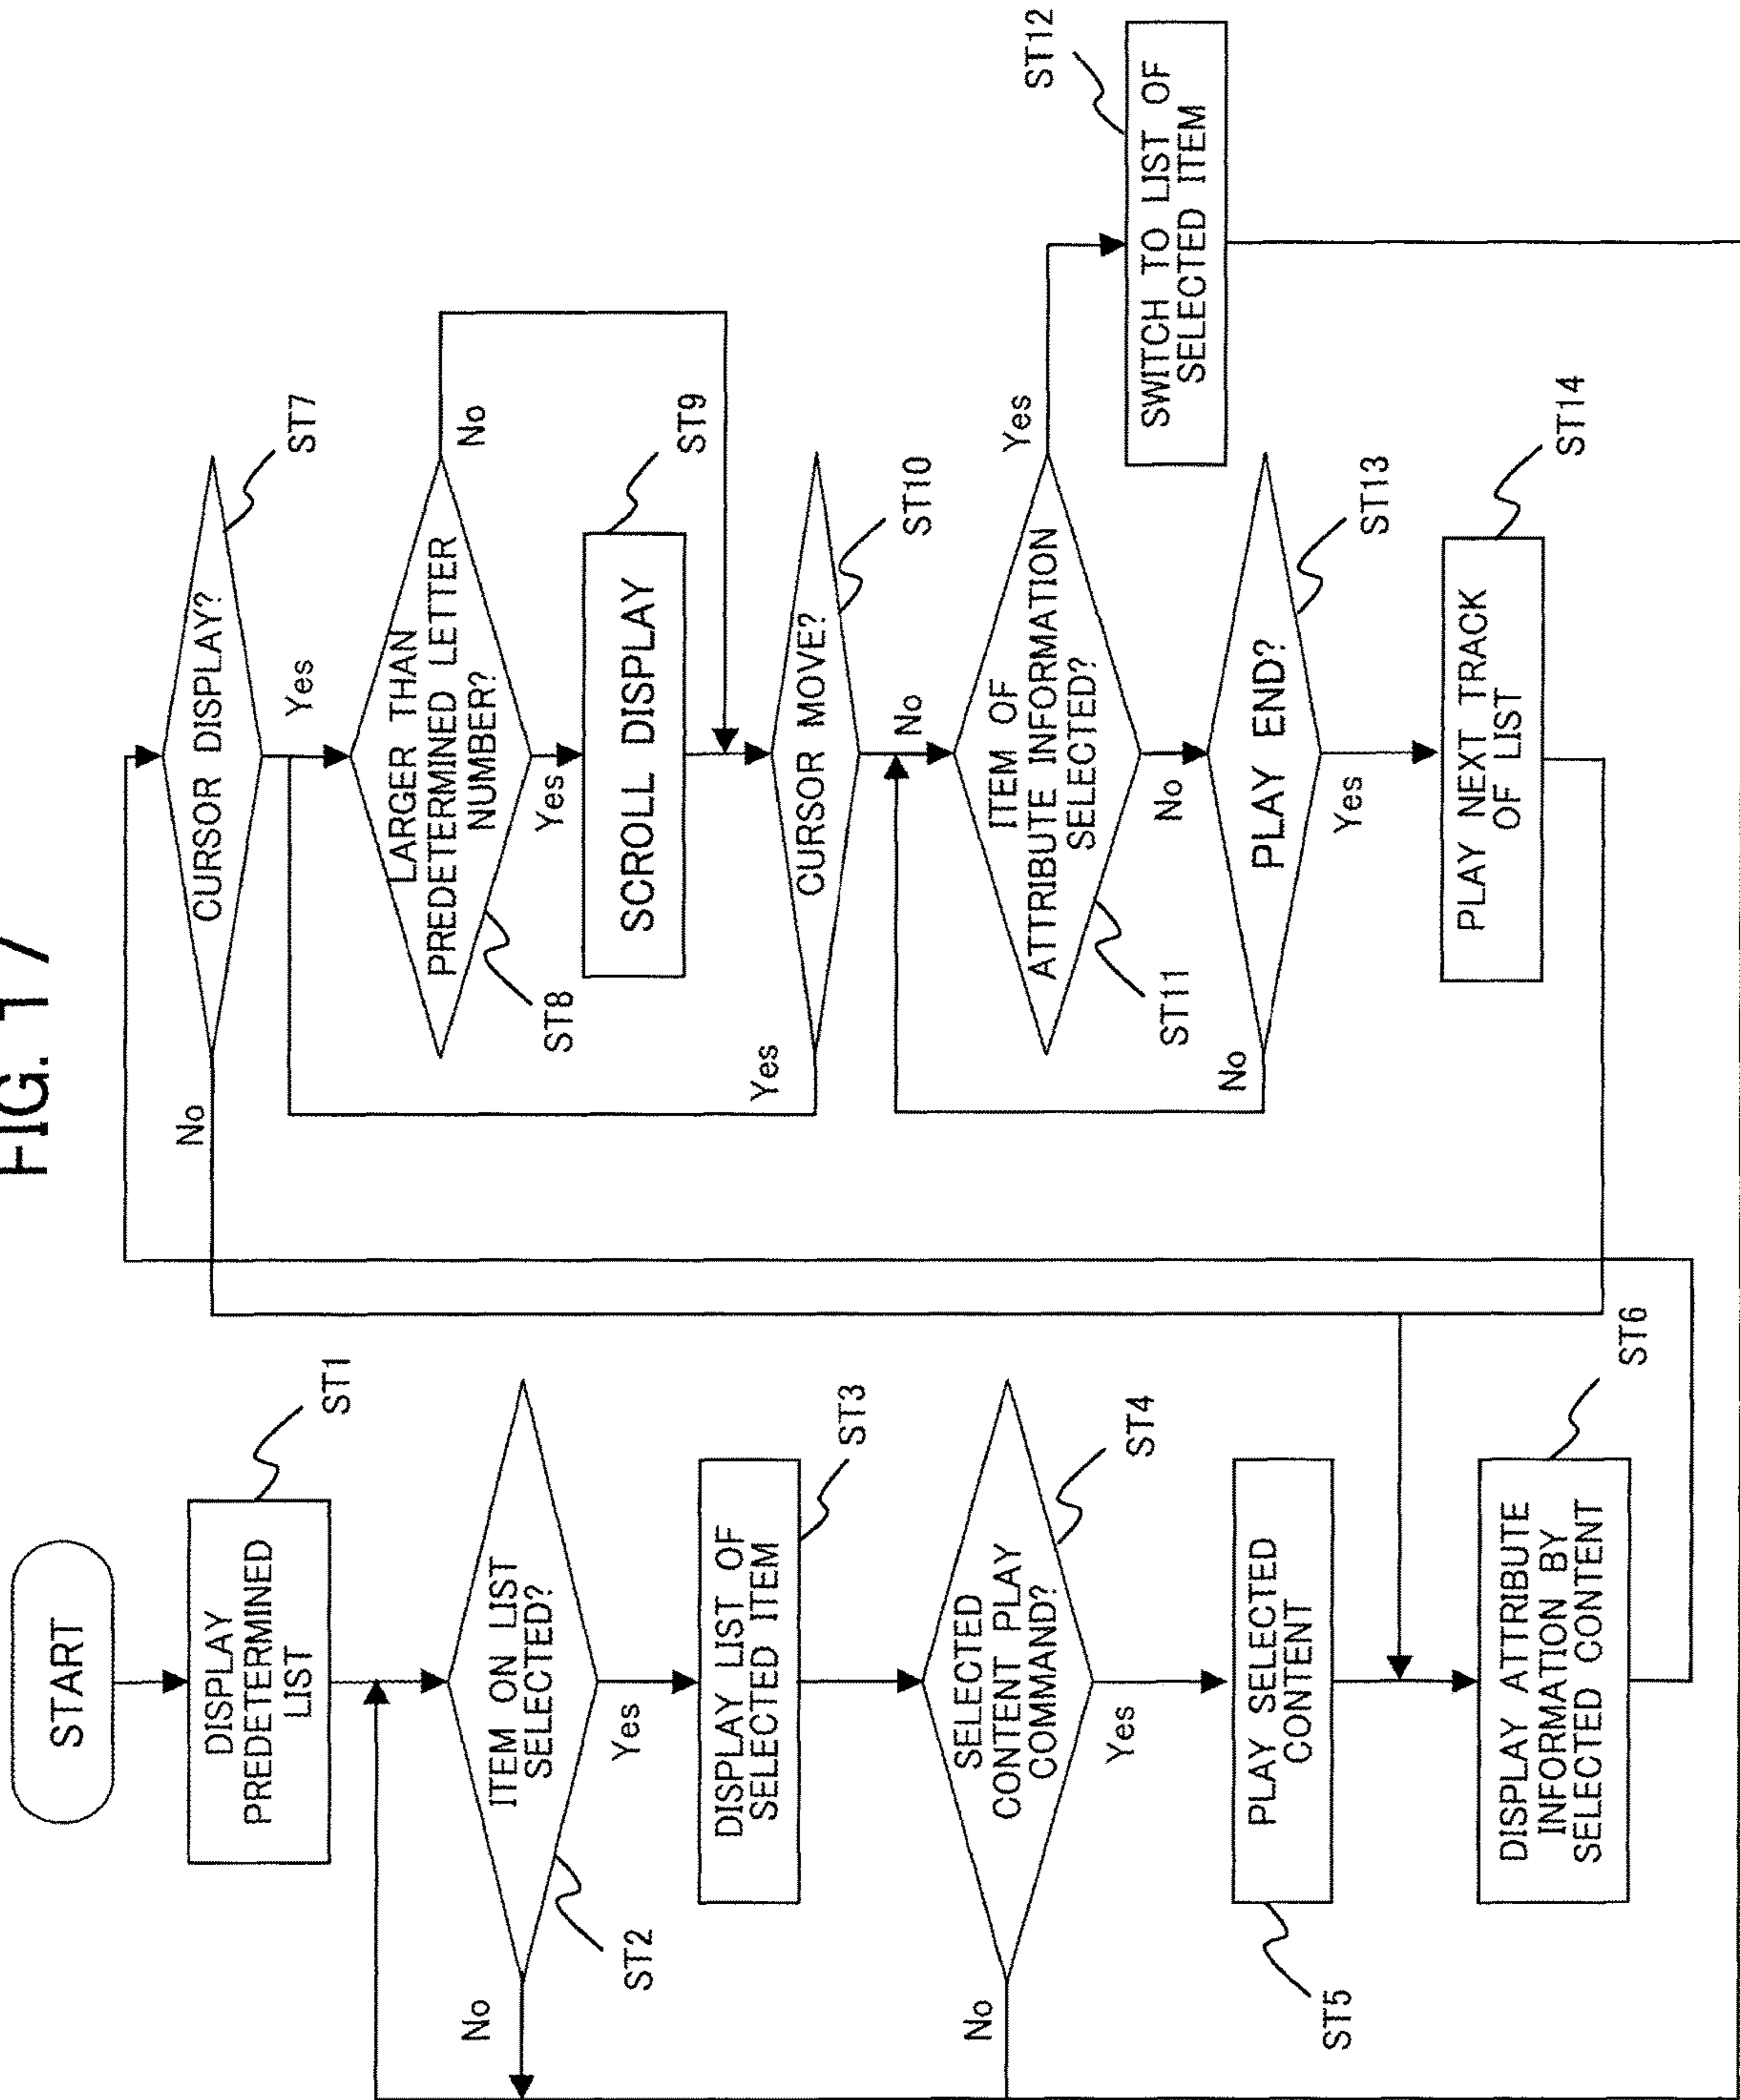 FIG. 17
START
DISPLAY
PREDETERMINED
LIST
ST1
ITEM ON LIST
SELECTED?
ST2
No
Yes
DISPLAY LIST OF
SELECTED ITEM
ST3
SELECTED
CONTENT PLAY
COMMAND?
ST4
No
Yes
PLAY SELECTED
CONTENT
ST5
DISPLAY ATTRIBUTE
INFORMATION BY
SELECTED CONTENT
ST6
CURSOR DISPLAY?
ST7
No
Yes
LARGER THAN
PREDETERMINED LETTER
NUMBER?
ST8
No
Yes
SCROLL DISPLAY
ST9
CURSOR MOVE?
ST10
Yes
No
ITEM OF
ATTRIBUTE INFORMATION
SELECTED?
ST11
Yes
No
SWITCH TO LIST OF
SELECTED ITEM
ST12
PLAY END?
ST13
No
Yes
PLAY NEXT TRACK
OF LIST
ST14